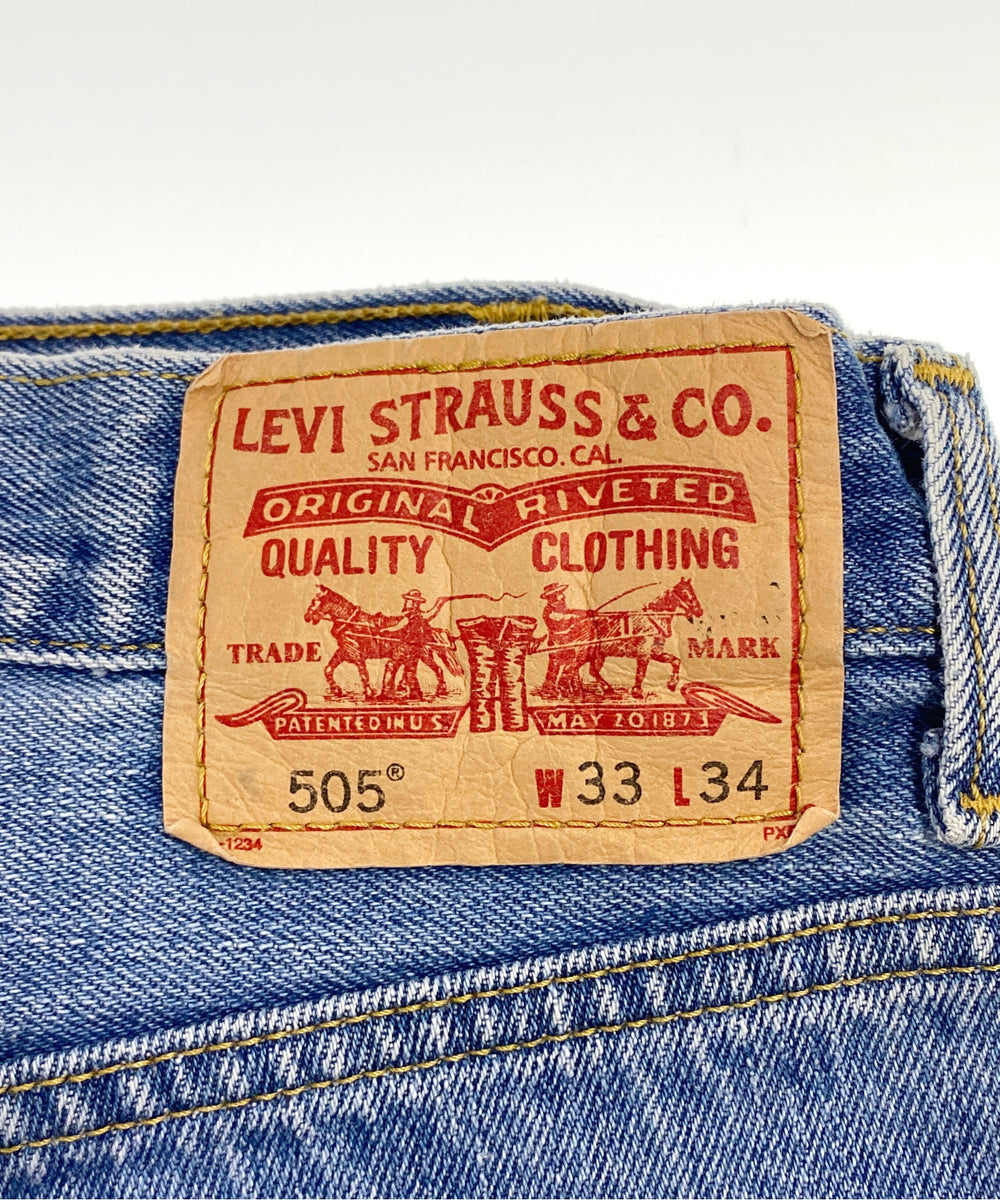 LEVI STRAUSS & CO.
SAN FRANCISCO. CAL.
ORIGINAL RIVETED
QUALITY CLOTHING
TRADE MARK
PATENTED IN U.S. MAY 20 1873
505® W 33 L 34
-1234